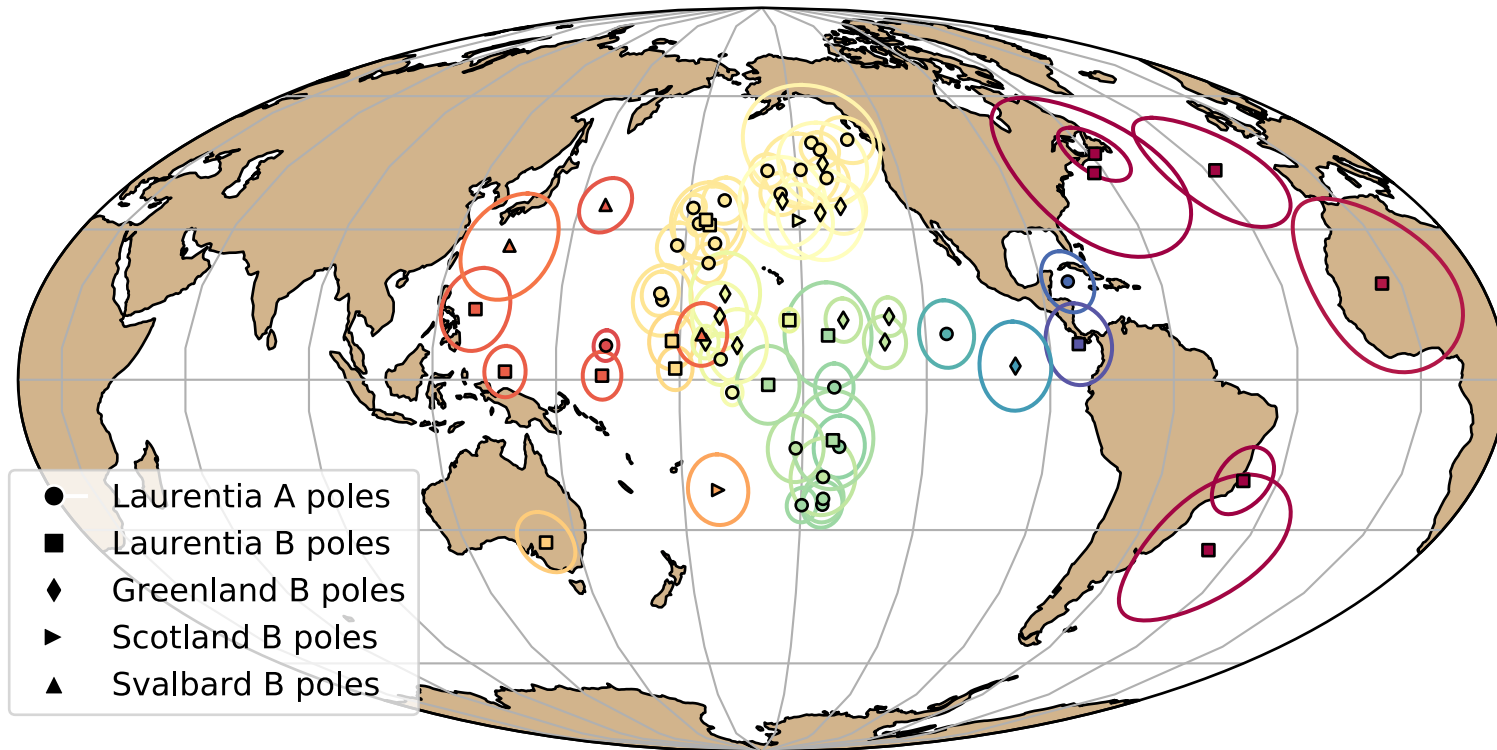 Laurentia A poles
Laurentia B poles
Greenland B poles
Scotland B poles
Svalbard B poles